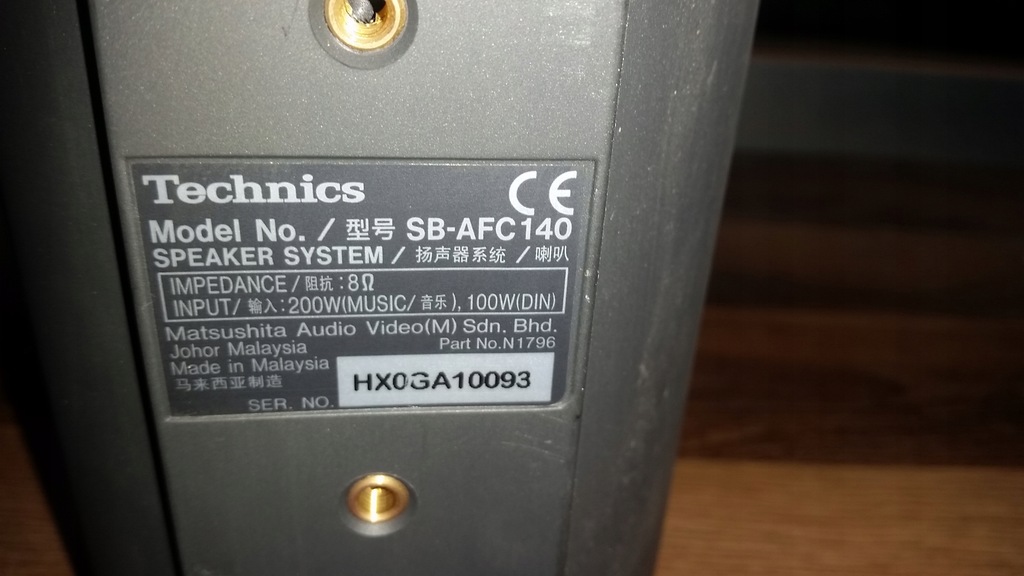 Technics CE
Model No. / 型号 SB-AFC140
SPEAKER SYSTEM / 扬声器系统 / 喇叭
IMPEDANCE / 阻抗 : 8Ω
INPUT / 输入 : 200W(MUSIC/ 音乐 ), 100W(DIN)
Matsushita Audio Video(M) Sdn. Bhd.
Johor Malaysia Part No.N1796
Made in Malaysia
马来西亚制造
SER. NO. HX0GA10093